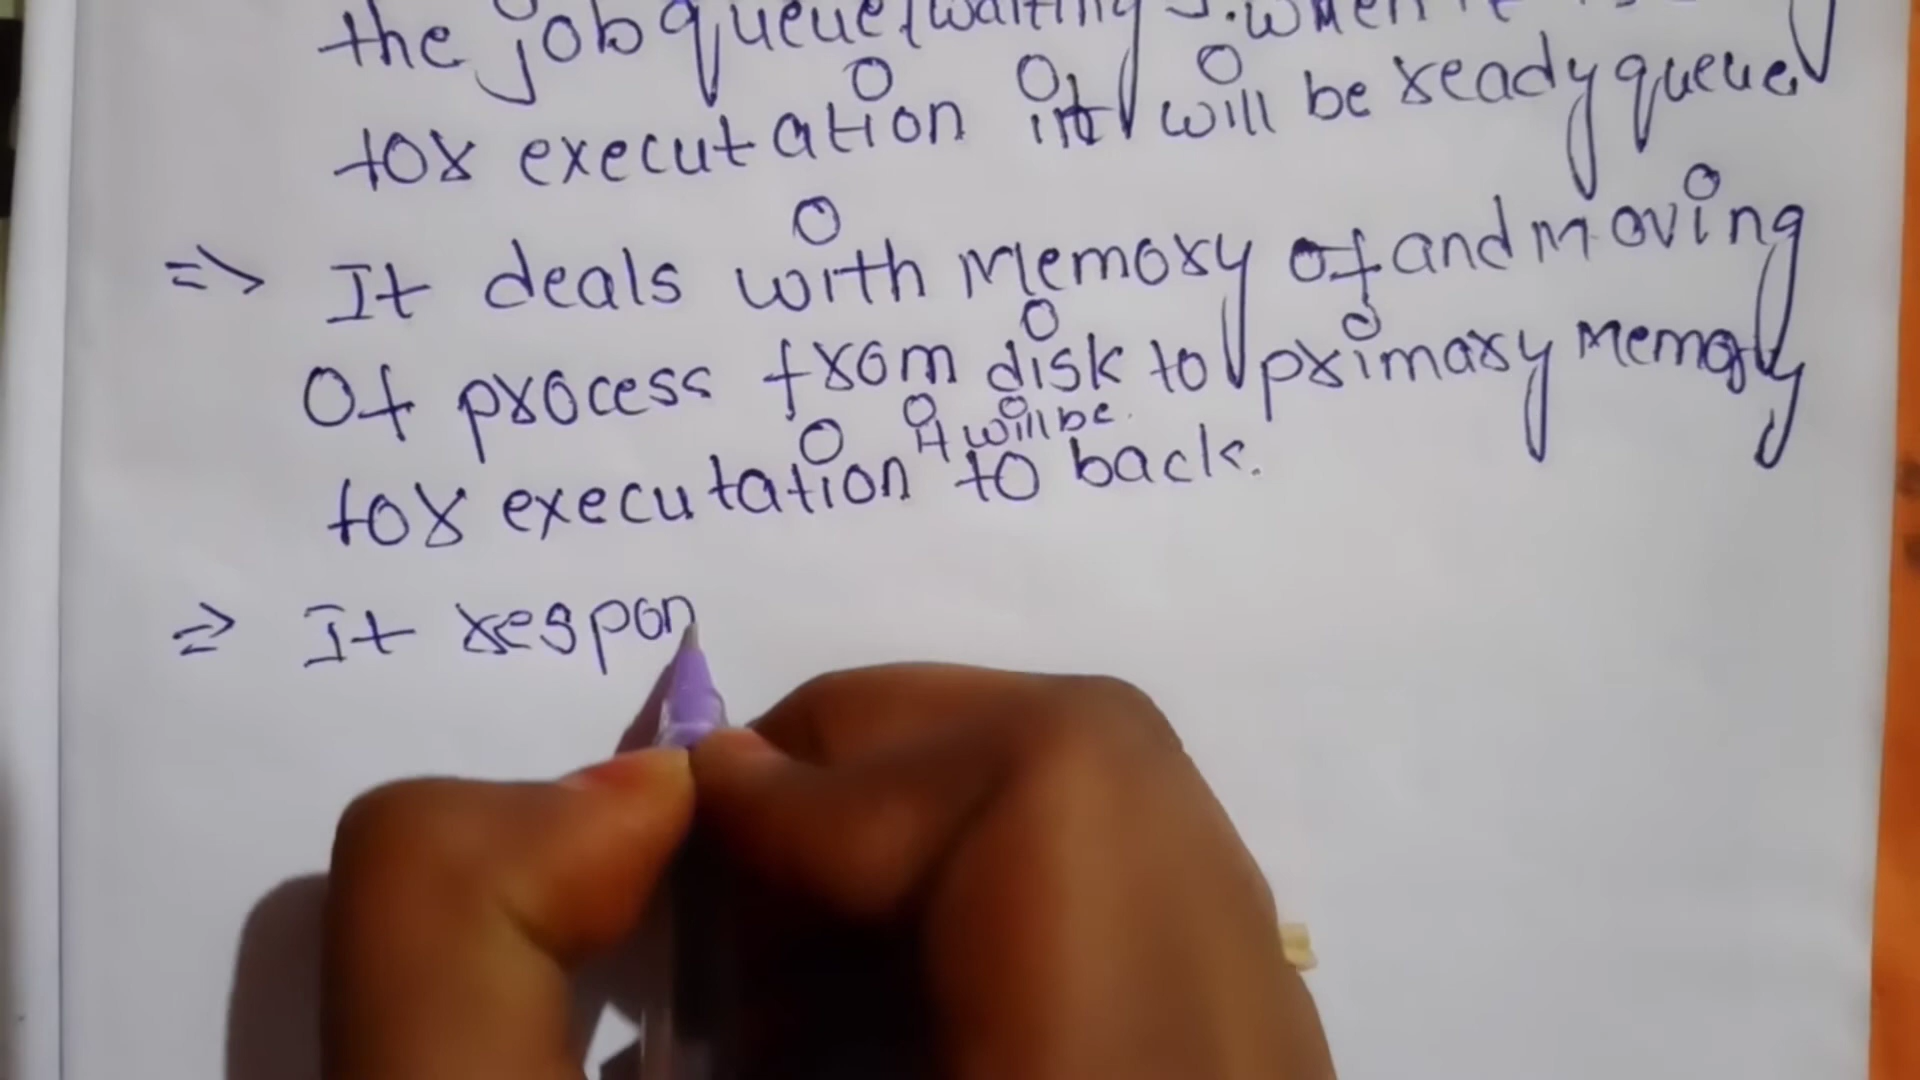 the job queue (waiting). when it
for executation it will be ready queue
=> It deals with memory of and moving
Of process from disk to primary memory
it will be
for executation to back.
=> It respon